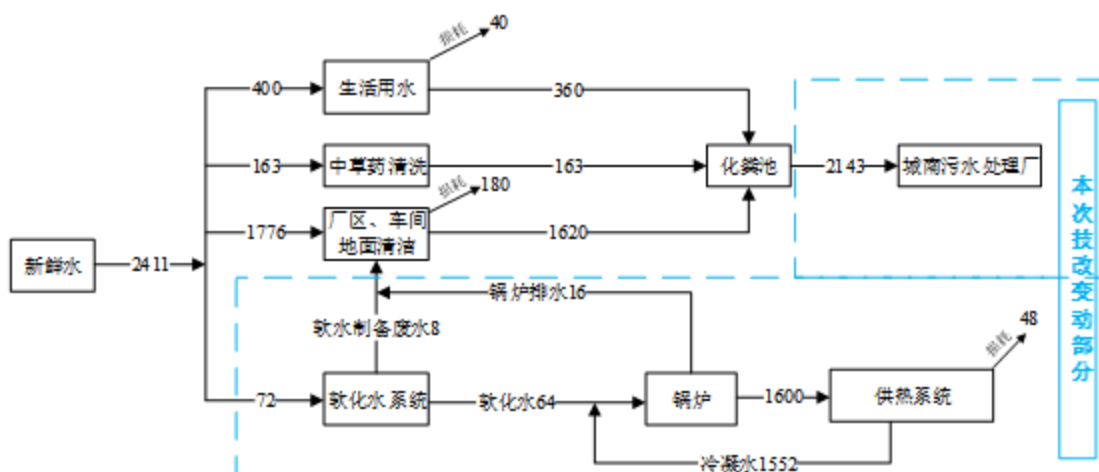 损耗 40
400 生活用水 360
163 中草药清洗 163 化粪池 2143 城南污水处理厂
损耗 180
1776 厂区、车间 1620
地面清洁
新鲜水 2411
锅炉排水16
软水制备废水8
损耗 48
72 软化水系统 软化水64 锅炉 1600 供热系统
冷凝水1552
本次技改变动部分